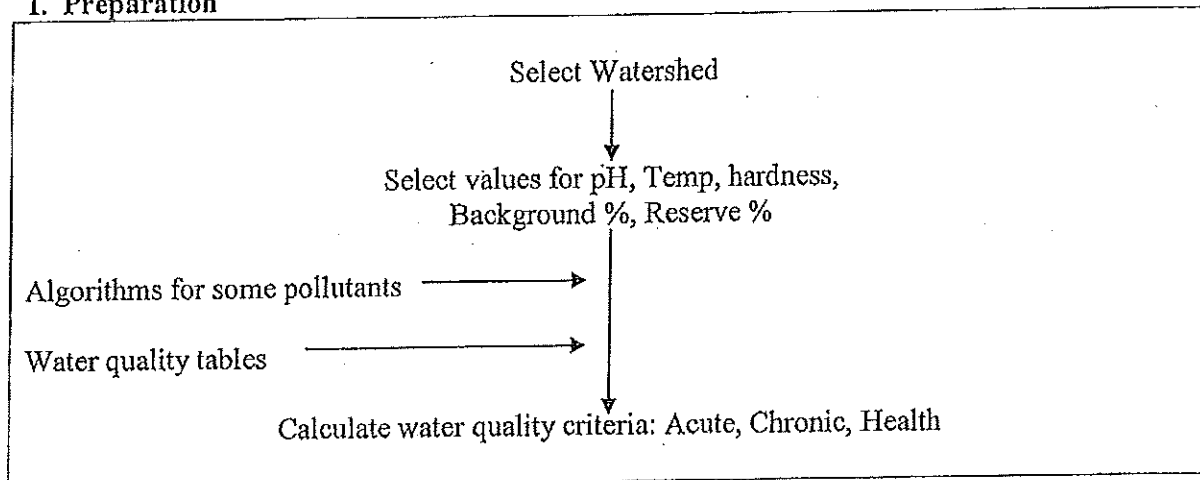 1. Preparation
Select Watershed
Select values for pH, Temp, hardness,
Background %, Reserve %
Algorithms for some pollutants
Water quality tables
Calculate water quality criteria: Acute, Chronic, Health